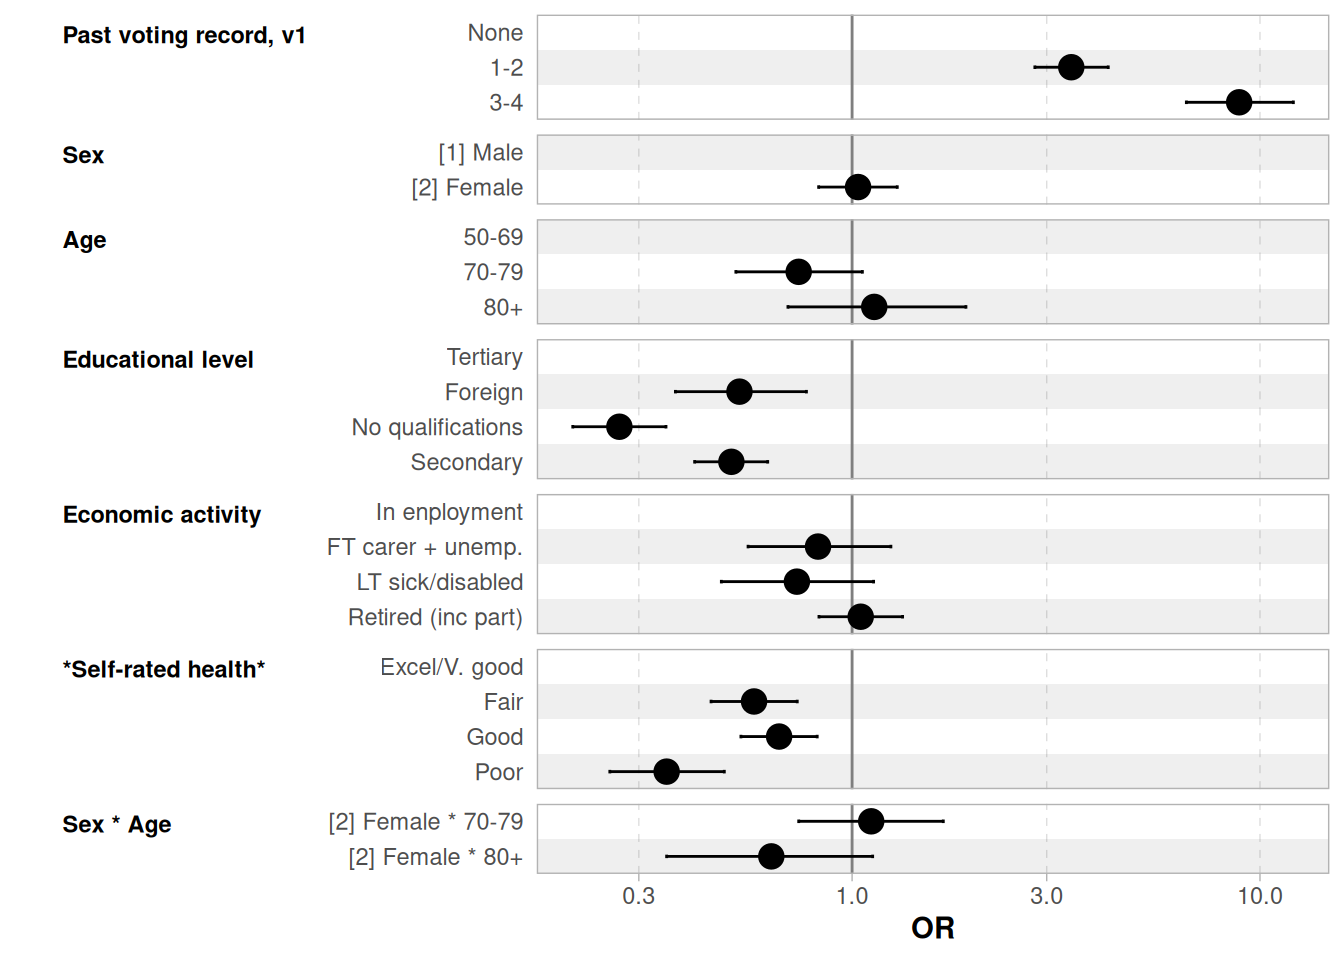 Past voting record, v1
None
1-2
3-4
Sex
[1] Male
[2] Female
Age
50-69
70-79
80+
Educational level
Tertiary
Foreign
No qualifications
Secondary
Economic activity
In enployment
FT carer + unemp.
LT sick/disabled
Retired (inc part)
*Self-rated health*
Excel/V. good
Fair
Good
Poor
Sex * Age
[2] Female * 70-79
[2] Female * 80+
0.3 1.0 3.0 10.0
OR